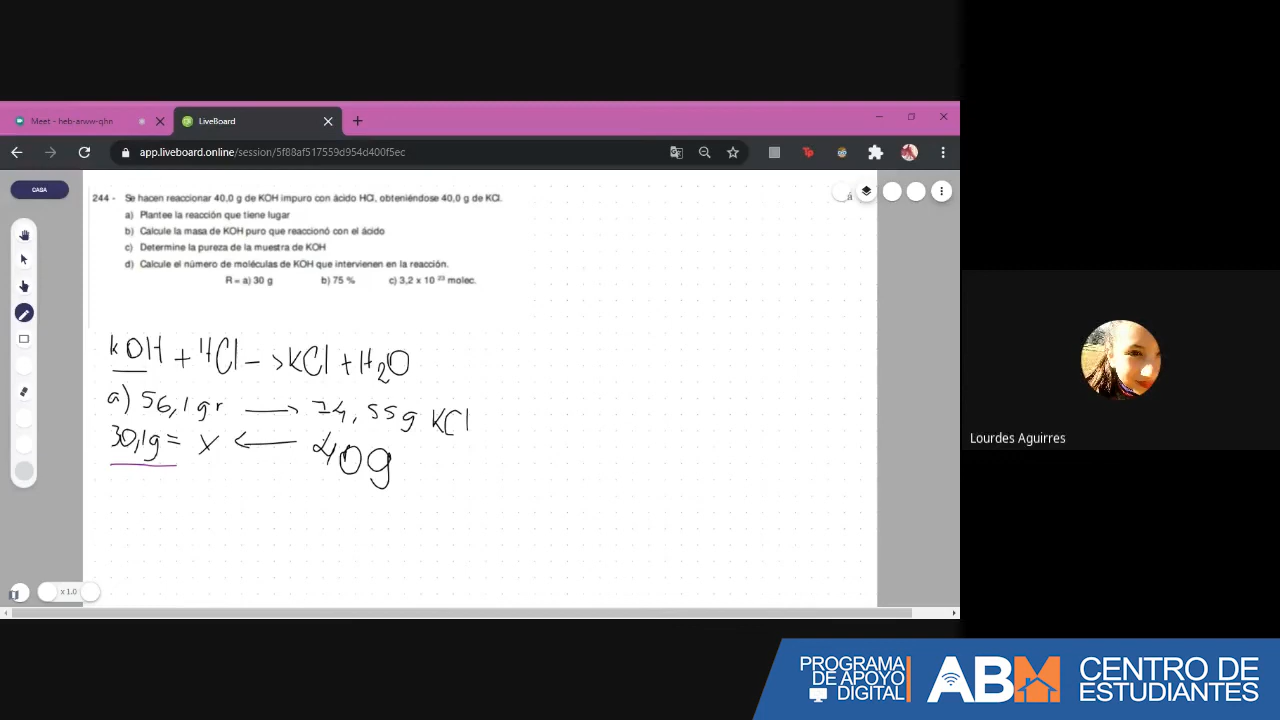 Meet - heb-anww-qhn
LiveBoard
app.liveboard.online/session/5f88af517559d954d400f5ec
CASA
244 - Se hacen reaccionar 40,0 g de KOH impuro con ácido HCl, obteniéndose 40,0 g de KCl.
a) Plantee la reacción que tiene lugar
b) Calcule la masa de KOH puro que reaccionó con el ácido
c) Determine la pureza de la muestra de KOH
d) Calcule el número de moléculas de KOH que intervienen en la reacción.
R = a) 30 g b) 75 % c) 3,2 x 10 ²³ molec.
KOH + HCl -> KCl + H2O
a) 56,1 gr -> 74,55g KCl
30,1g = x <- 40g
x 1.0
Lourdes Aguirres
PROGRAMA
DE APOYO
DIGITAL
ABM
CENTRO DE
ESTUDIANTES